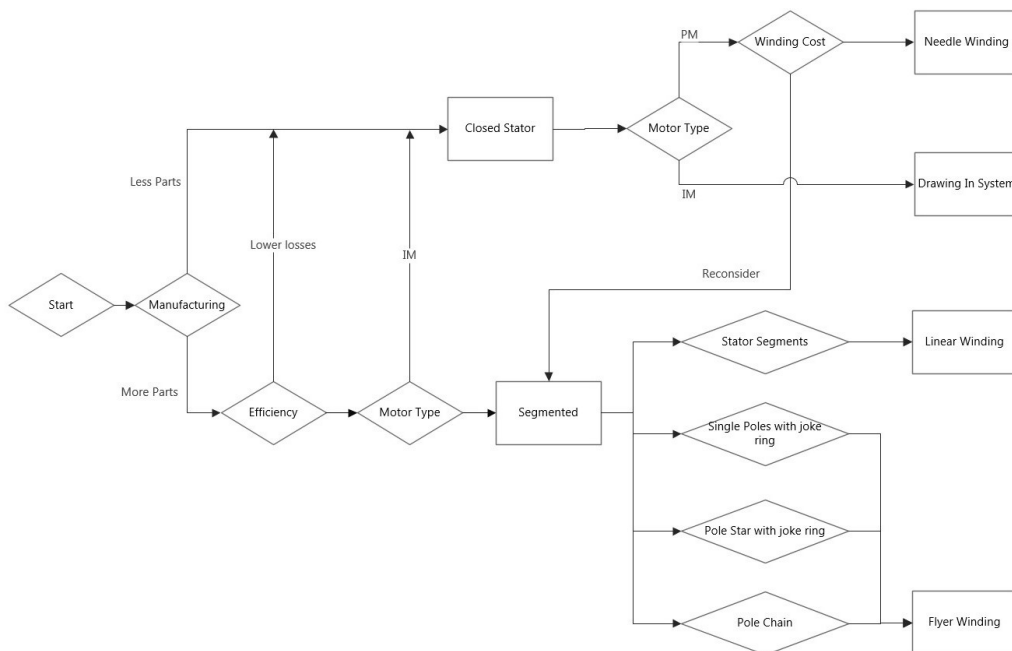 PM
Winding Cost
Needle Winding
Closed Stator
Motor Type
Less Parts
IM
Drawing In System
Lower losses
IM
Reconsider
Start
Manufacturing
Stator Segments
Linear Winding
More Parts
Efficiency
Motor Type
Segmented
Single Poles with joke
ring
Pole Star with joke ring
Pole Chain
Flyer Winding